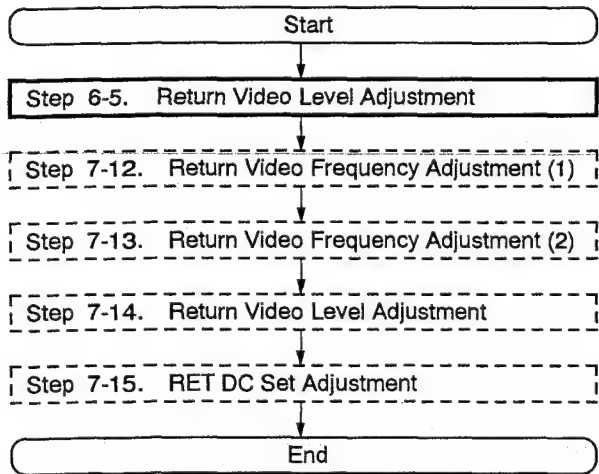 Start
Step 6-5. Return Video Level Adjustment
Step 7-12. Return Video Frequency Adjustment (1)
Step 7-13. Return Video Frequency Adjustment (2)
Step 7-14. Return Video Level Adjustment
Step 7-15. RET DC Set Adjustment
End